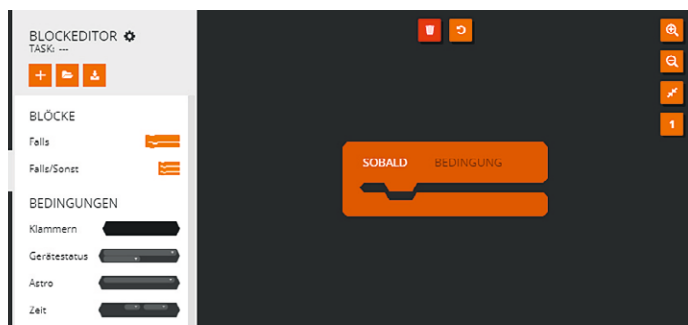 BLOCKEDITOR
TASK: ---
BLÖCKE
Falls
Falls/Sonst
BEDINGUNGEN
Klammern
Gerätestatus
Astro
Zeit
SOBALD BEDINGUNG
1